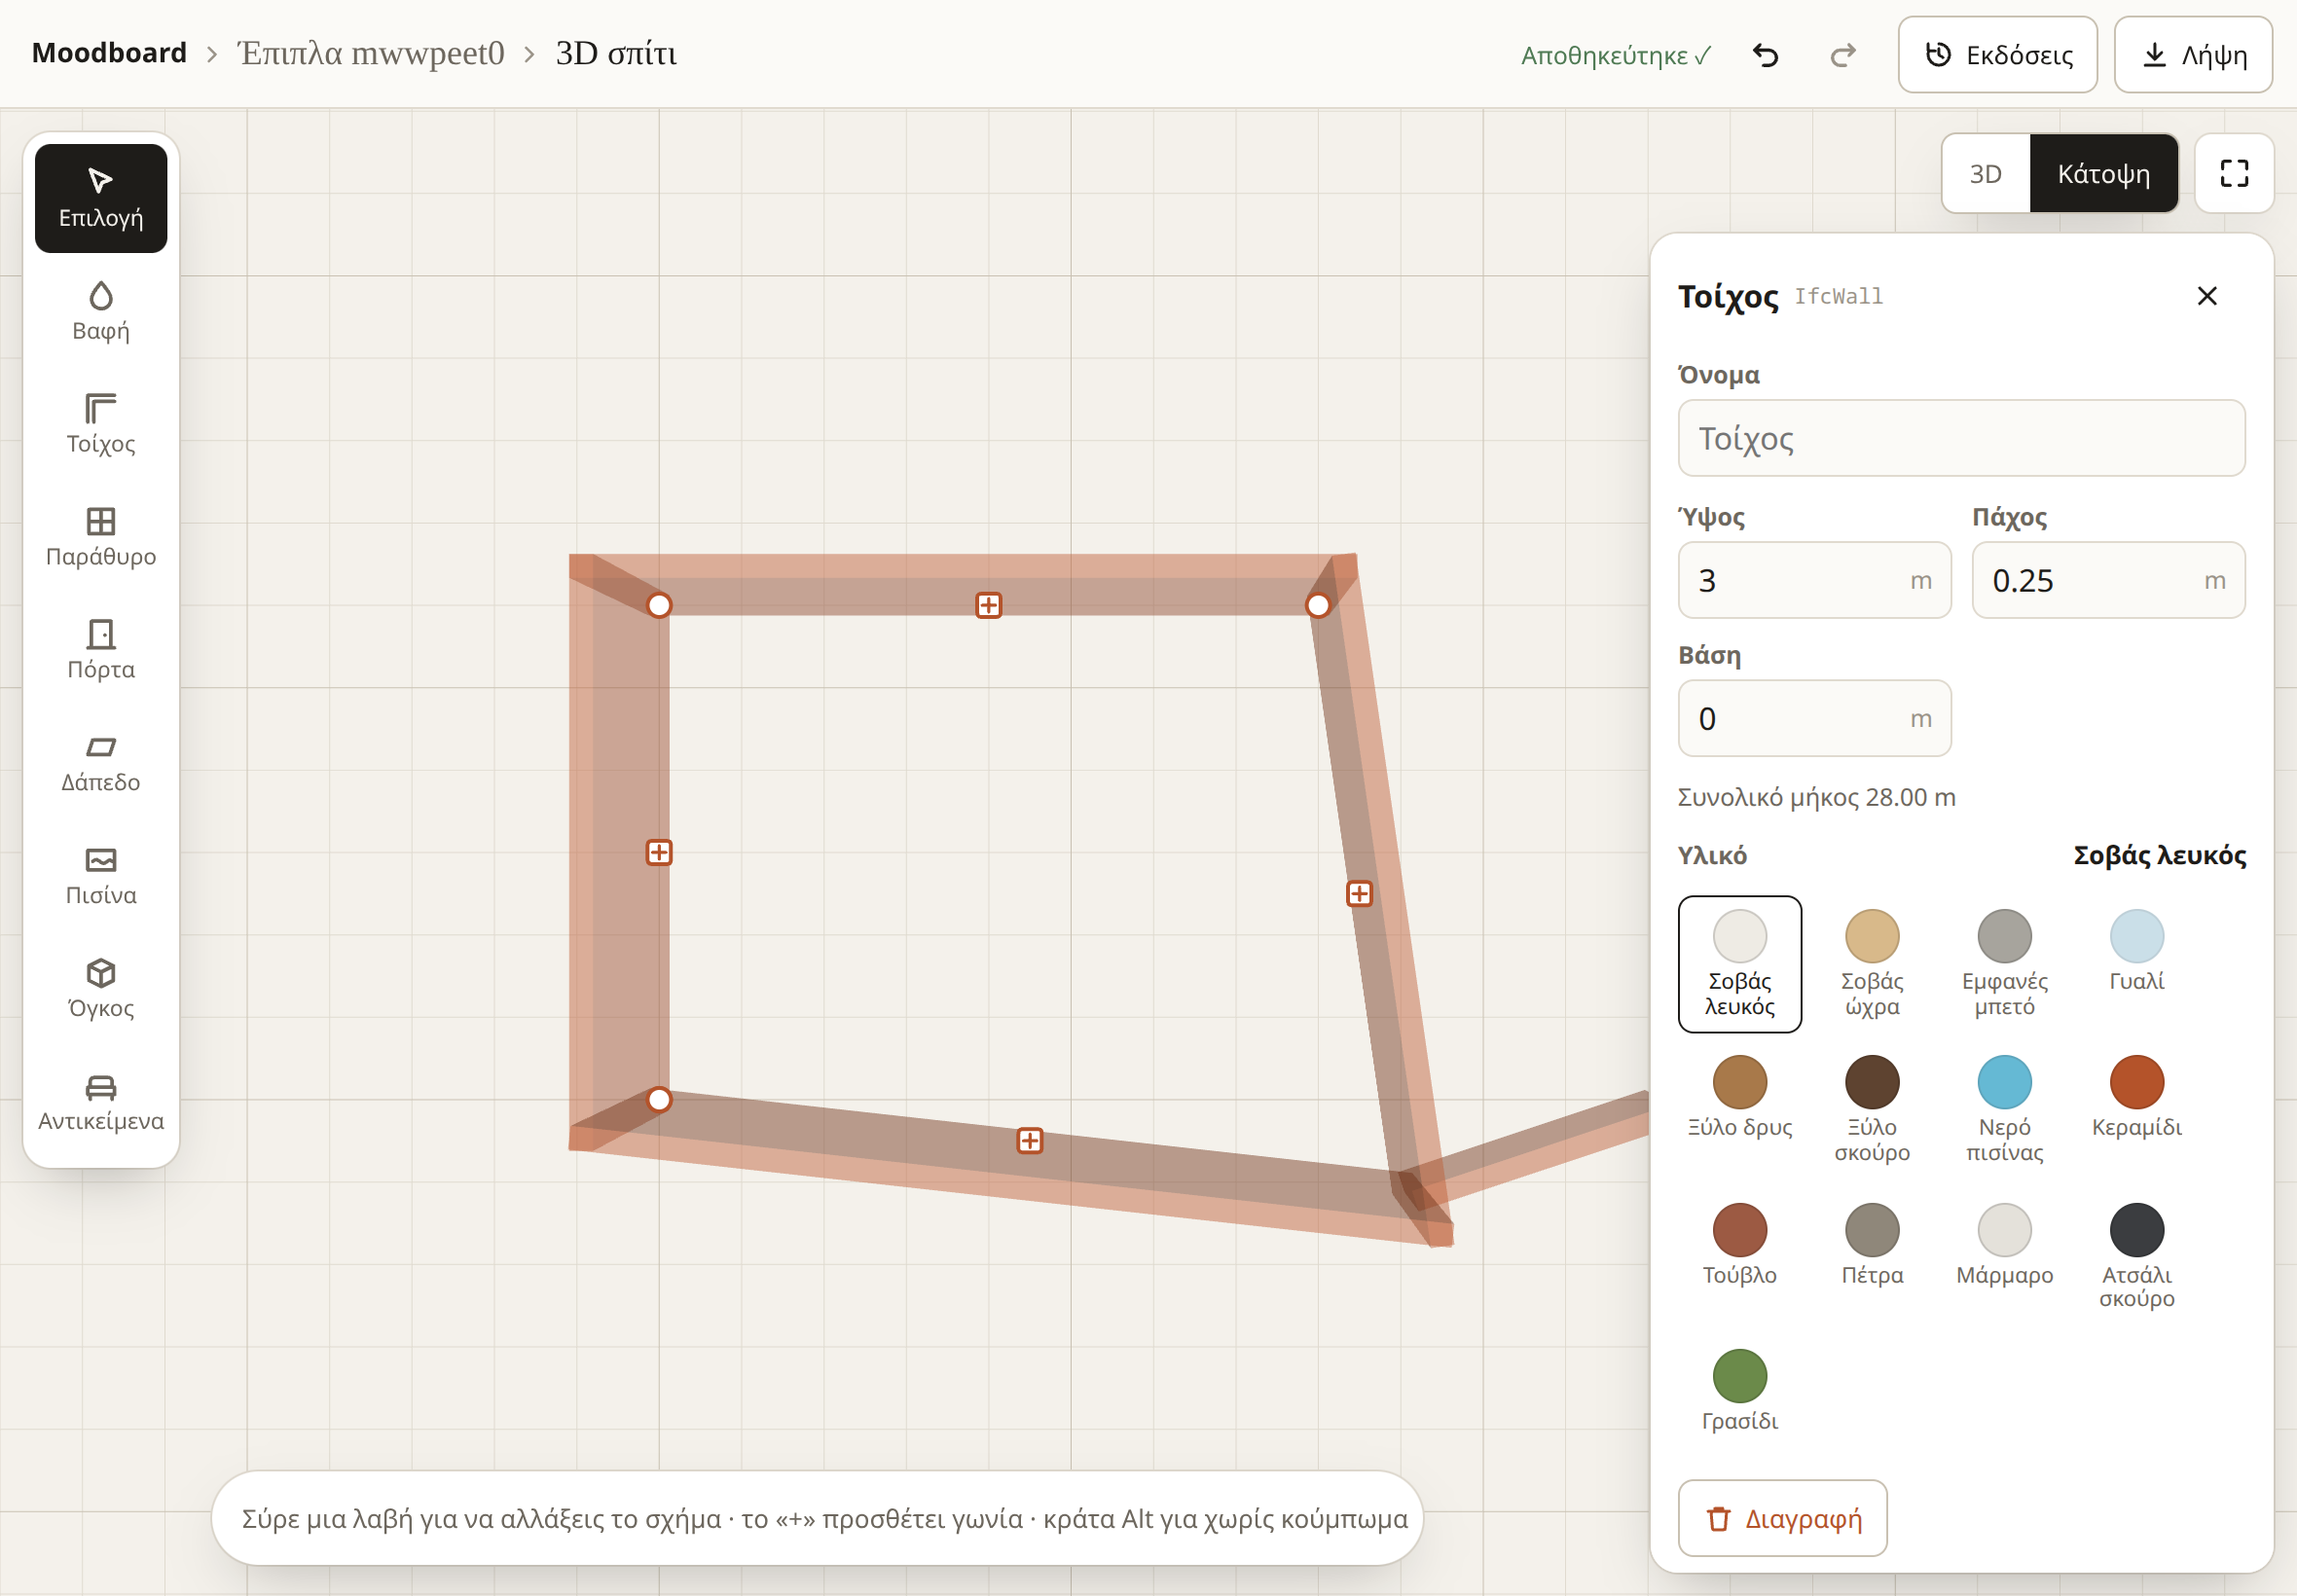 Moodboard > Έπιπλα mwwpeet0 > 3D σπίτι
Αποθηκεύτηκε ✓
Εκδόσεις
Λήψη
Επιλογή
Βαφή
Τοίχος
Παράθυρο
Πόρτα
Δάπεδο
Πισίνα
Όγκος
Αντικείμενα
3D
Κάτοψη
Τοίχος IfcWall
Όνομα
Τοίχος
Ύψος Πάχος
3 m 0.25 m
Βάση
0 m
Συνολικό μήκος 28.00 m
Υλικό Σοβάς λευκός
Σοβάς
λευκός
Σοβάς
ώχρα
Εμφανές
μπετό
Γυαλί
Ξύλο δρυς
Ξύλο
σκούρο
Νερό
πισίνας
Κεραμίδι
Τούβλο
Πέτρα
Μάρμαρο
Ατσάλι
σκούρο
Γρασίδι
Διαγραφή
Σύρε μια λαβή για να αλλάξεις το σχήμα · το «+» προσθέτει γωνία · κράτα Alt για χωρίς κούμπωμα